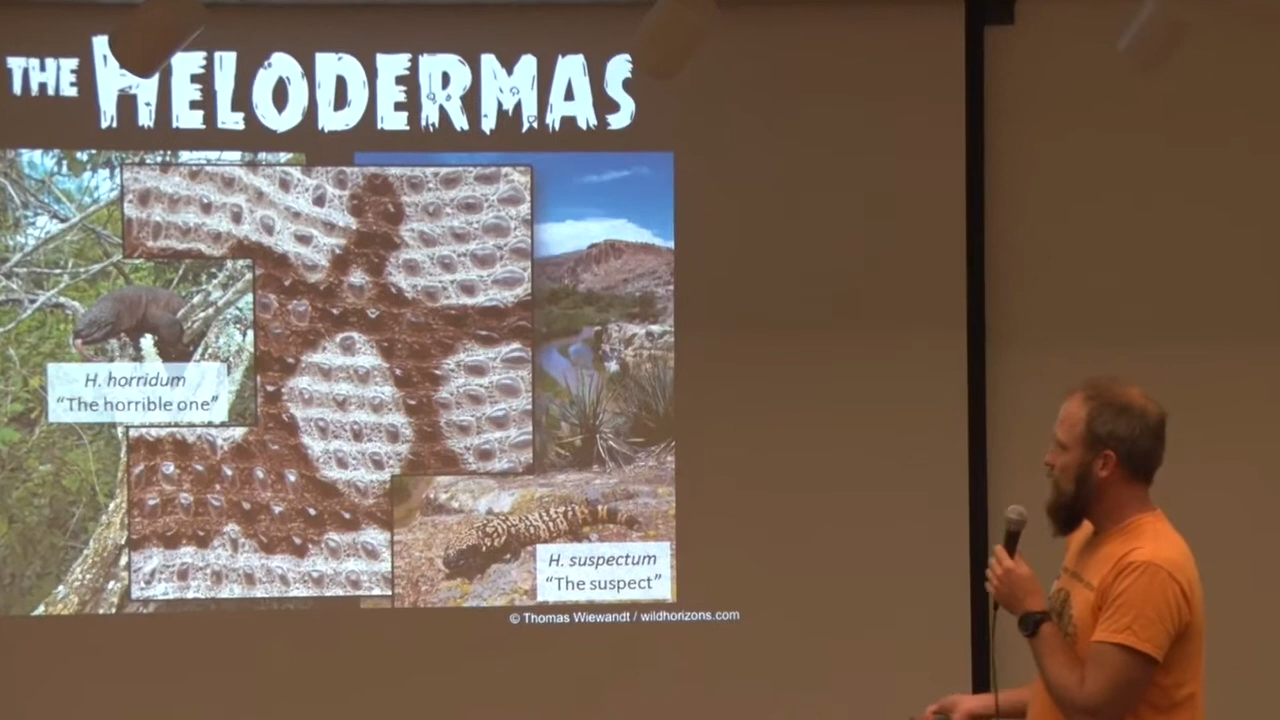 THE HELODERMAS
H. horridum
“The horrible one”
H. suspectum
“The suspect”
© Thomas Wiewandt / wildhorizons.com